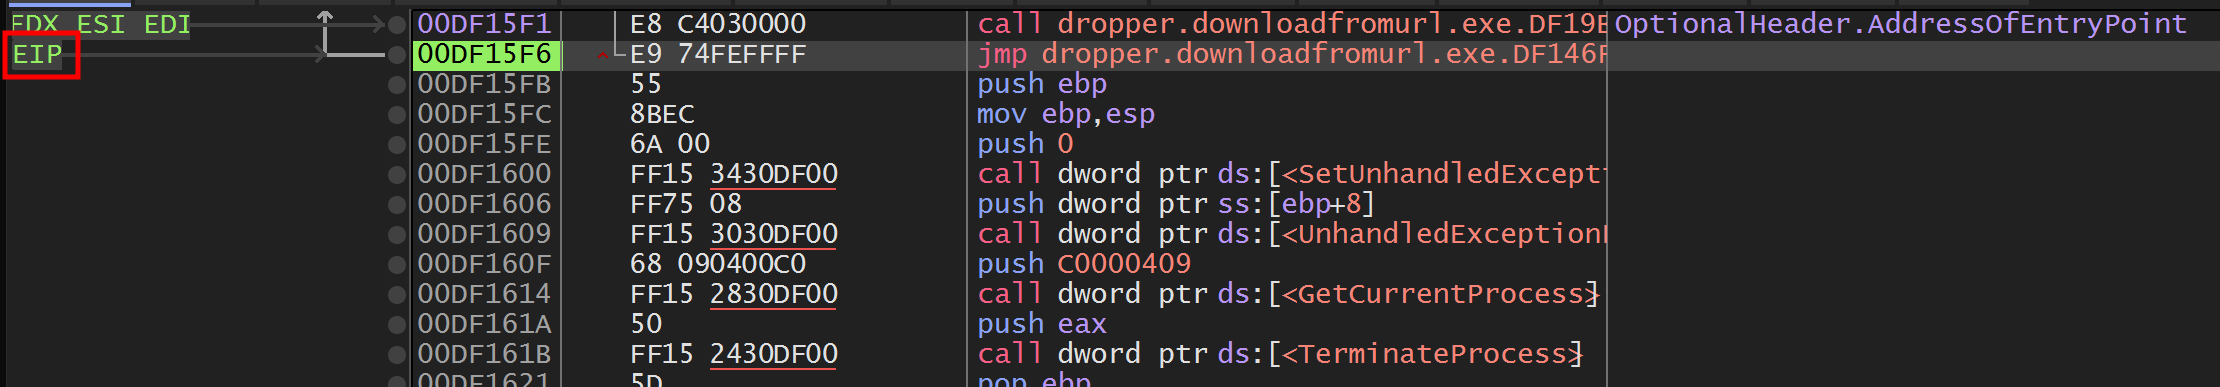 EDX ESI EDI 00DF15F1 E8 C4030000 call dropper.downloadfromurl.exe.DF19B OptionalHeader.AddressOfEntryPoint
EIP 00DF15F6 E9 74FEFFFF jmp dropper.downloadfromurl.exe.DF146F
00DF15FB 55 push ebp
00DF15FC 8BEC mov ebp,esp
00DF15FE 6A 00 push 0
00DF1600 FF15 3430DF00 call dword ptr ds:[<SetUnhandledExcepti
00DF1606 FF75 08 push dword ptr ss:[ebp+8]
00DF1609 FF15 3030DF00 call dword ptr ds:[<UnhandledException
00DF160F 68 090400C0 push C0000409
00DF1614 FF15 2830DF00 call dword ptr ds:[<GetCurrentProcess>]
00DF161A 50 push eax
00DF161B FF15 2430DF00 call dword ptr ds:[<TerminateProcess>]
00DF1621 5D pop ebp